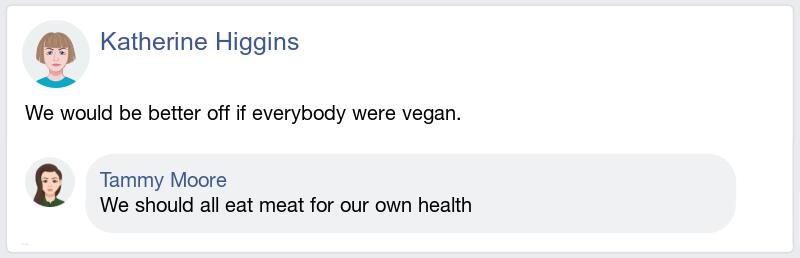 Katherine Higgins
We would be better off if everybody were vegan.
Tammy Moore
We should all eat meat for our own health